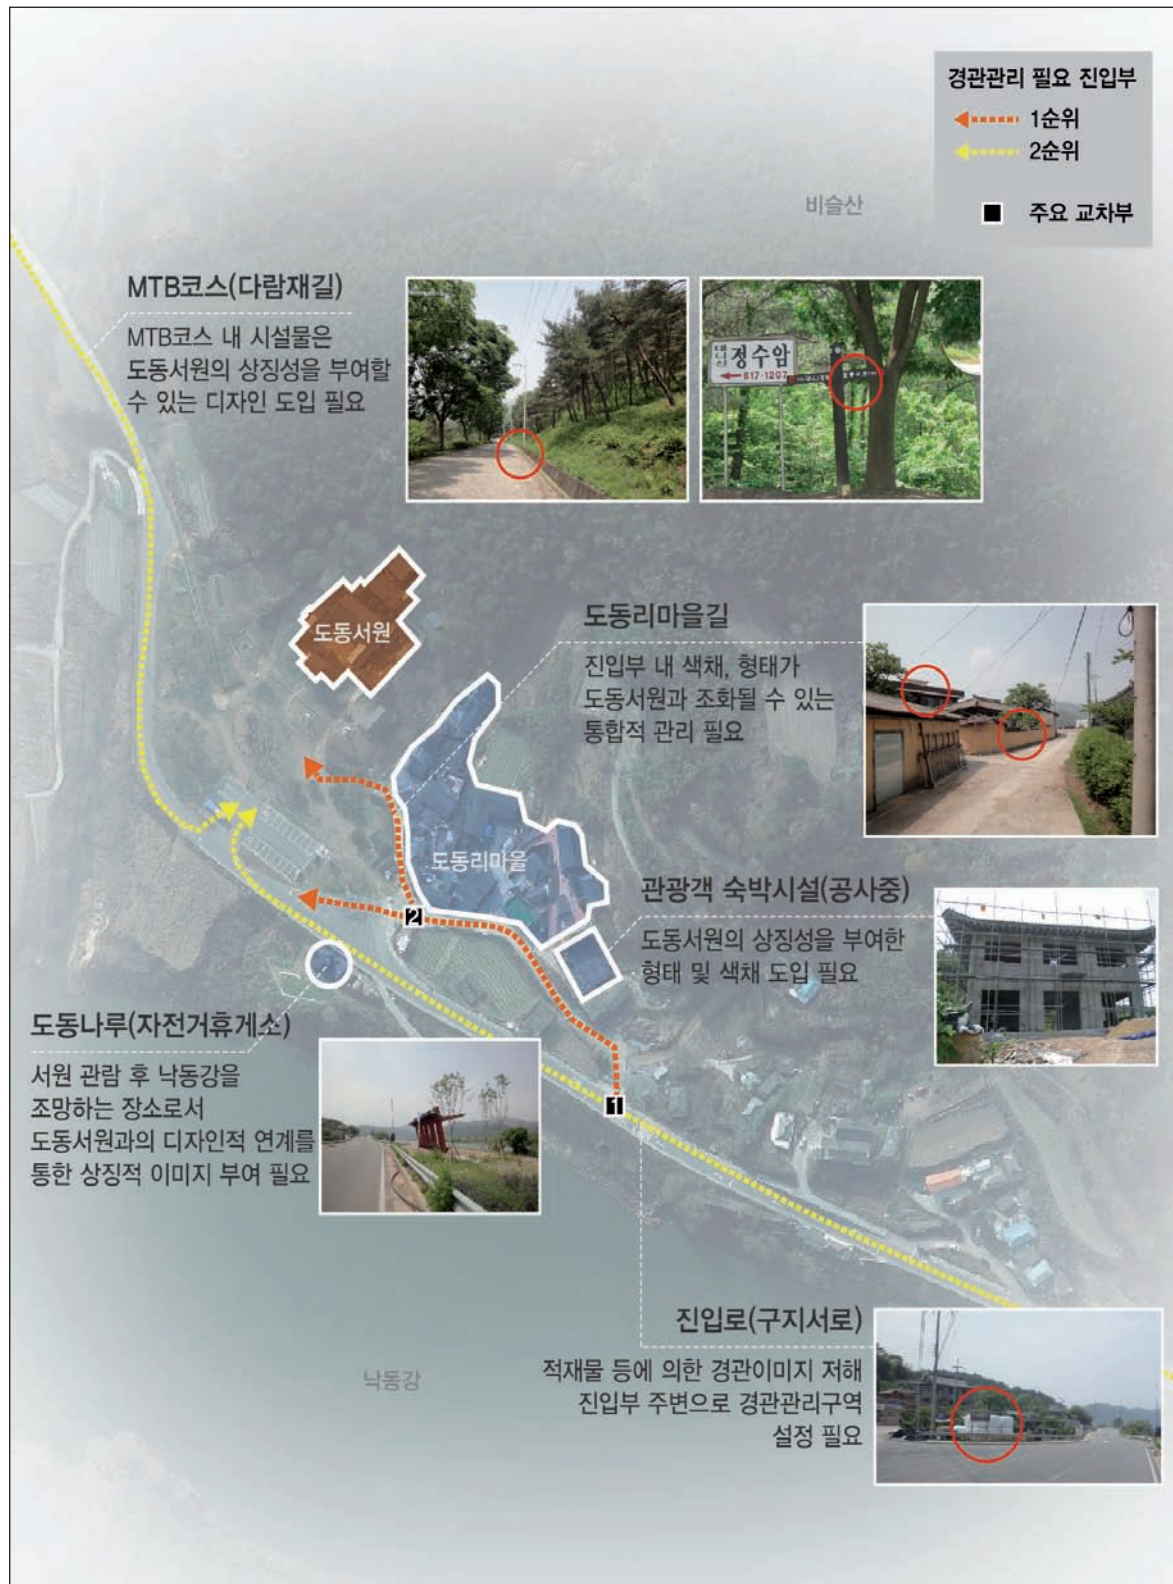 경관관리 필요 진입부
1순위
2순위
주요 교차부
비슬산
MTB코스(다람재길)
MTB코스 내 시설물은
도동서원의 상징성을 부여할
수 있는 디자인 도입 필요
정수암
617-1207
도동서원
도동리마을길
진입부 내 색채, 형태가
도동서원과 조화될 수 있는
통합적 관리 필요
도동리마을
2
관광객 숙박시설(공사중)
도동서원의 상징성을 부여한
형태 및 색채 도입 필요
도동나루(자전거휴게소)
서원 관람 후 낙동강을
조망하는 장소로서
도동서원과의 디자인적 연계를
통한 상징적 이미지 부여 필요
1
진입로(구지서로)
적재물 등에 의한 경관이미지 저해
진입부 주변으로 경관관리구역
설정 필요
낙동강